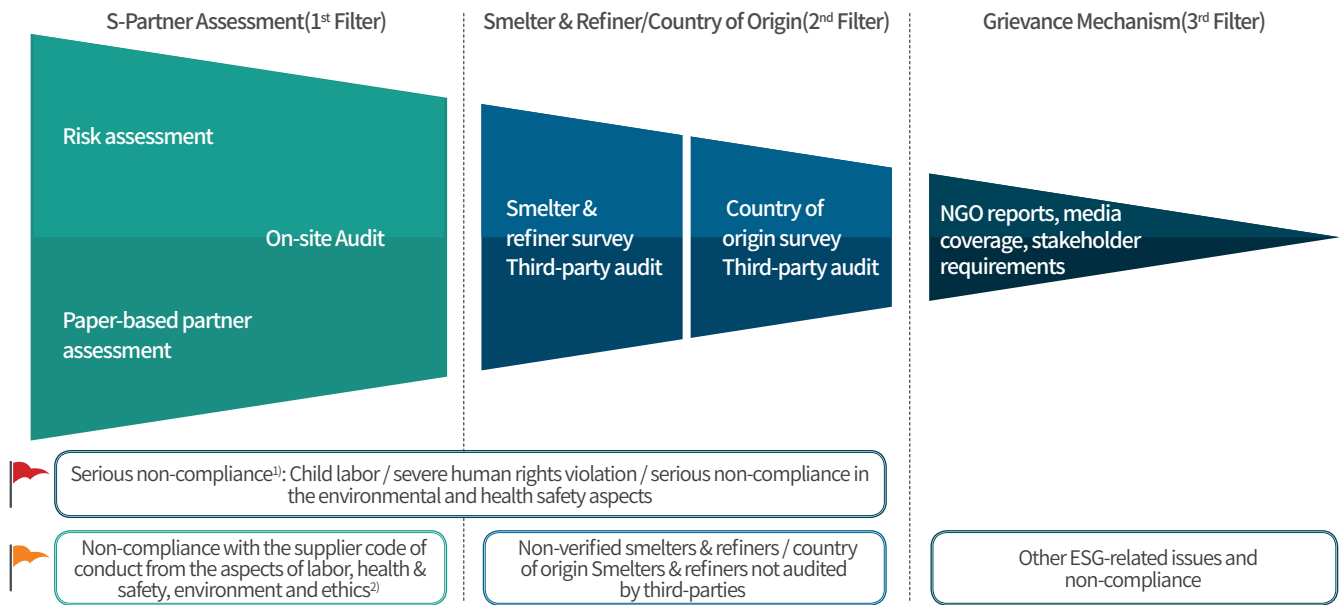 S-Partner Assessment(1st Filter)
Smelter & Refiner/Country of Origin(2nd Filter)
Grievance Mechanism(3rd Filter)
Risk assessment
On-site Audit
Paper-based partner
assessment
Smelter &
refiner survey
Third-party audit
Country of
origin survey
Third-party audit
NGO reports, media
coverage, stakeholder
requirements
Serious non-compliance1): Child labor / severe human rights violation / serious non-compliance in
the environmental and health safety aspects
Non-compliance with the supplier code of
conduct from the aspects of labor, health &
safety, environment and ethics2)
Non-verified smelters & refiners / country
of origin Smelters & refiners not audited
by third-parties
Other ESG-related issues and
non-compliance